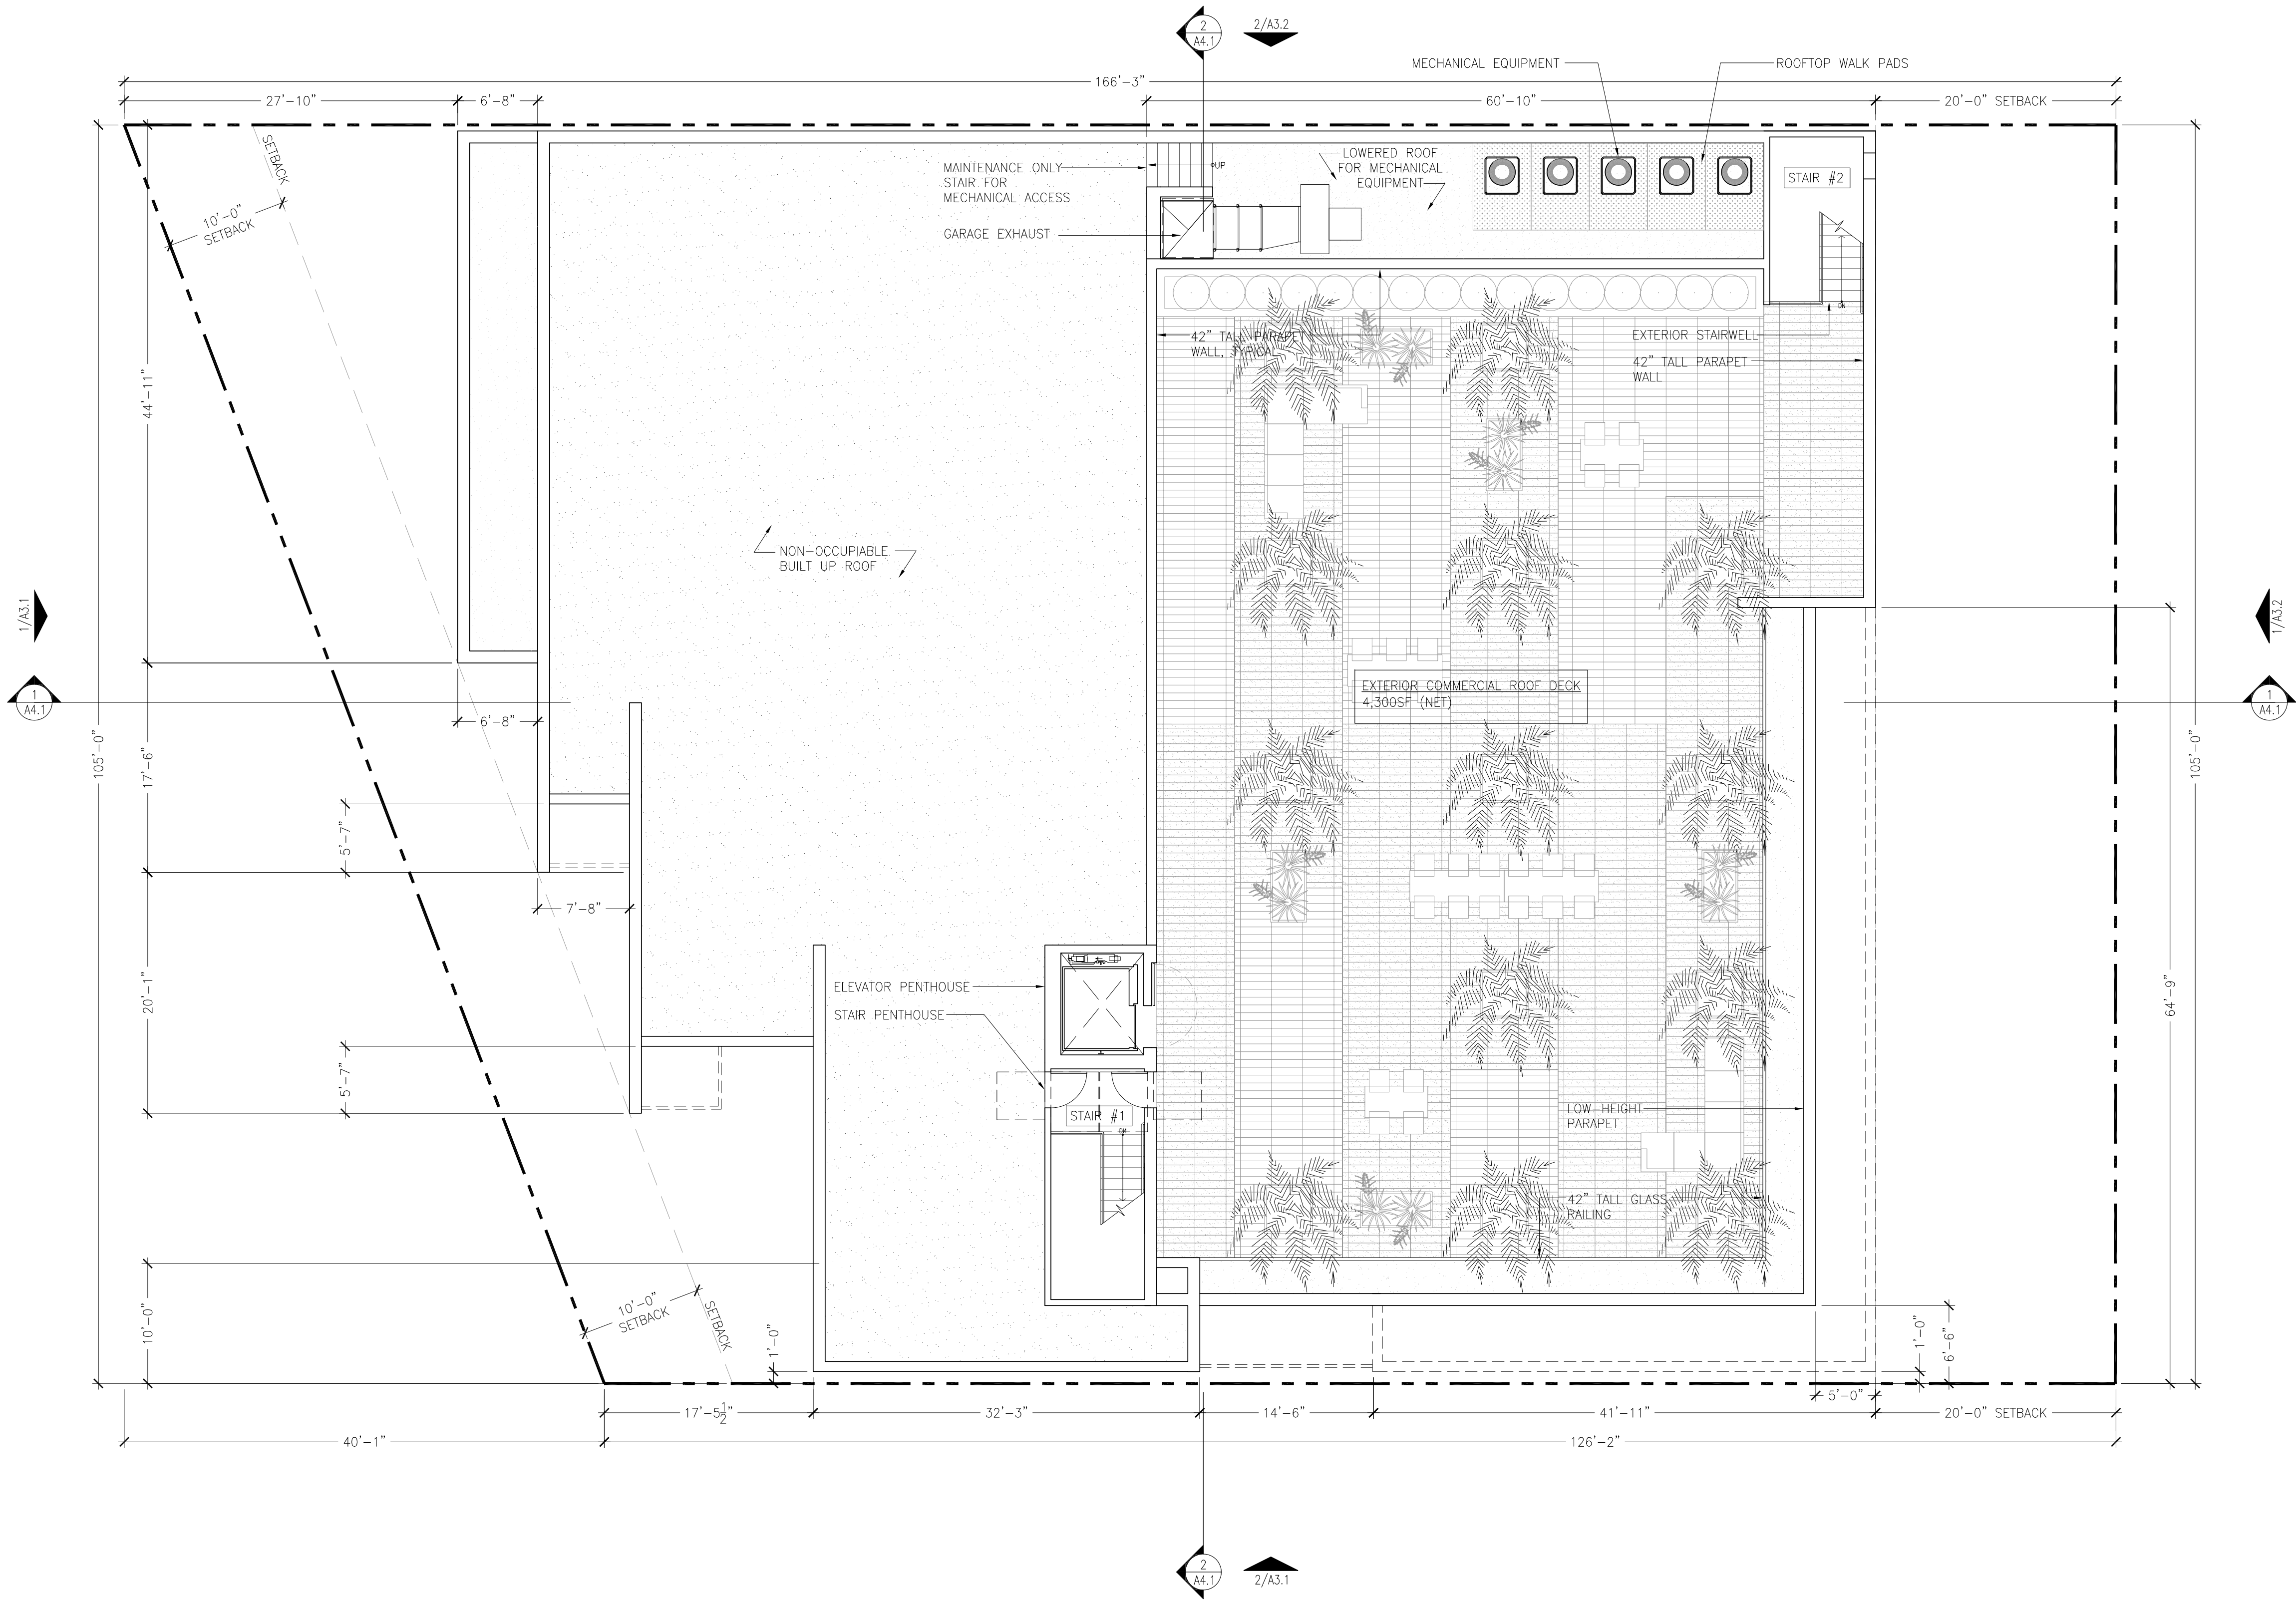 2
A4.1
2/A3.2
MECHANICAL EQUIPMENT
ROOFTOP WALK PADS
166'-3"
27'-10"
6'-8"
60'-10"
20'-0" SETBACK
SETBACK
10'-0"
SETBACK
MAINTENANCE ONLY
STAIR FOR
MECHANICAL ACCESS
UP
LOWERED ROOF
FOR MECHANICAL
EQUIPMENT
STAIR #2
GARAGE EXHAUST
DN
42" TALL PARAPET
WALL, TYPICAL
EXTERIOR STAIRWELL
42" TALL PARAPET
WALL
44'-11"
NON-OCCUPIABLE
BUILT UP ROOF
1/A3.1
1/A3.2
1
A4.1
EXTERIOR COMMERCIAL ROOF DECK
4,300SF (NET)
1
A4.1
6'-8"
105'-0"
17'-6"
105'-0"
5'-7"
7'-8"
ELEVATOR PENTHOUSE
STAIR PENTHOUSE
20'-1"
64'-9"
5'-7"
STAIR #1
DN
LOW-HEIGHT
PARAPET
42" TALL GLASS
RAILING
10'-0"
10'-0"
SETBACK
SETBACK
1'-0"
1'-0"
6'-6"
5'-0"
17'-5 1/2"
32'-3"
14'-6"
41'-11"
20'-0" SETBACK
40'-1"
126'-2"
2
A4.1
2/A3.1